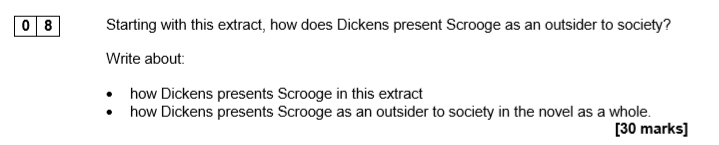 0 8 Starting with this extract, how does Dickens present Scrooge as an outsider to society?
Write about:
• how Dickens presents Scrooge in this extract
• how Dickens presents Scrooge as an outsider to society in the novel as a whole.
[30 marks]